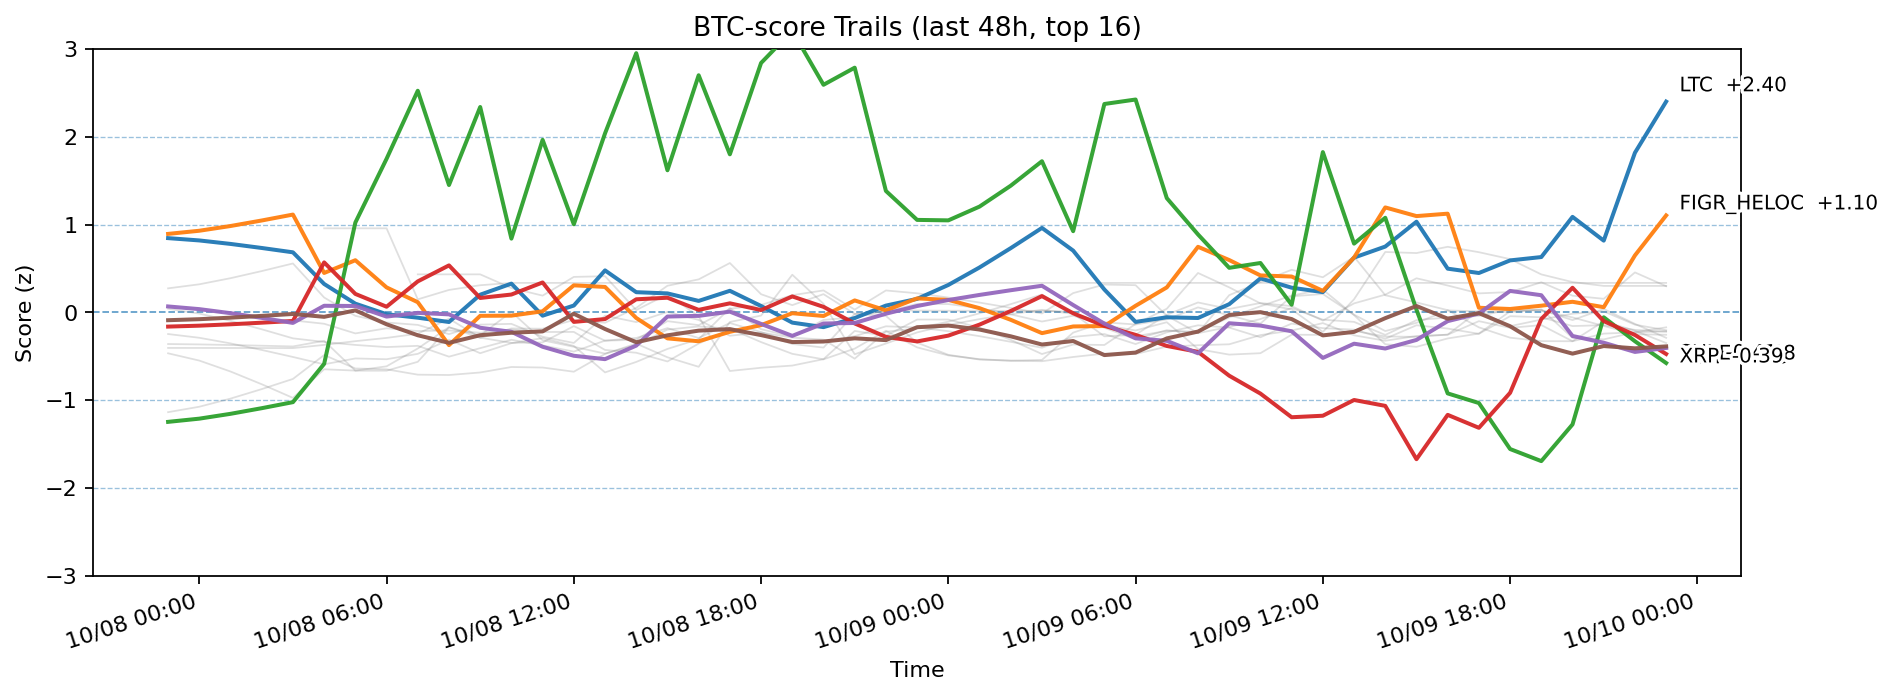 BTC-score Trails (last 48h, top 16)
Score (z)
3
2
1
0
−1
−2
−3
LTC +2.40
FIGR_HELOC +1.10
XRP −0.39
10/08 00:00
10/08 06:00
10/08 12:00
10/08 18:00
10/09 00:00
10/09 06:00
10/09 12:00
10/09 18:00
10/10 00:00
Time